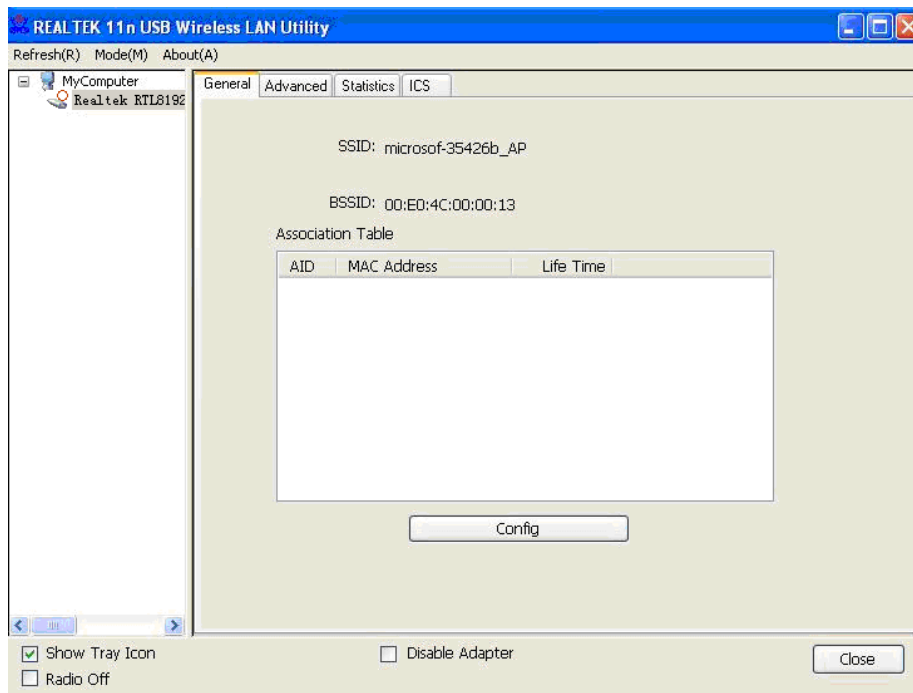 REALTEK 11n USB Wireless LAN Utility
Refresh(R) Mode(M) About(A)
MyComputer
Realtek RTL8192
General Advanced Statistics ICS
SSID: microsof-35426b_AP
BSSID: 00:E0:4C:00:00:13
Association Table
AID MAC Address Life Time
Config
Show Tray Icon
Disable Adapter
Radio Off
Close